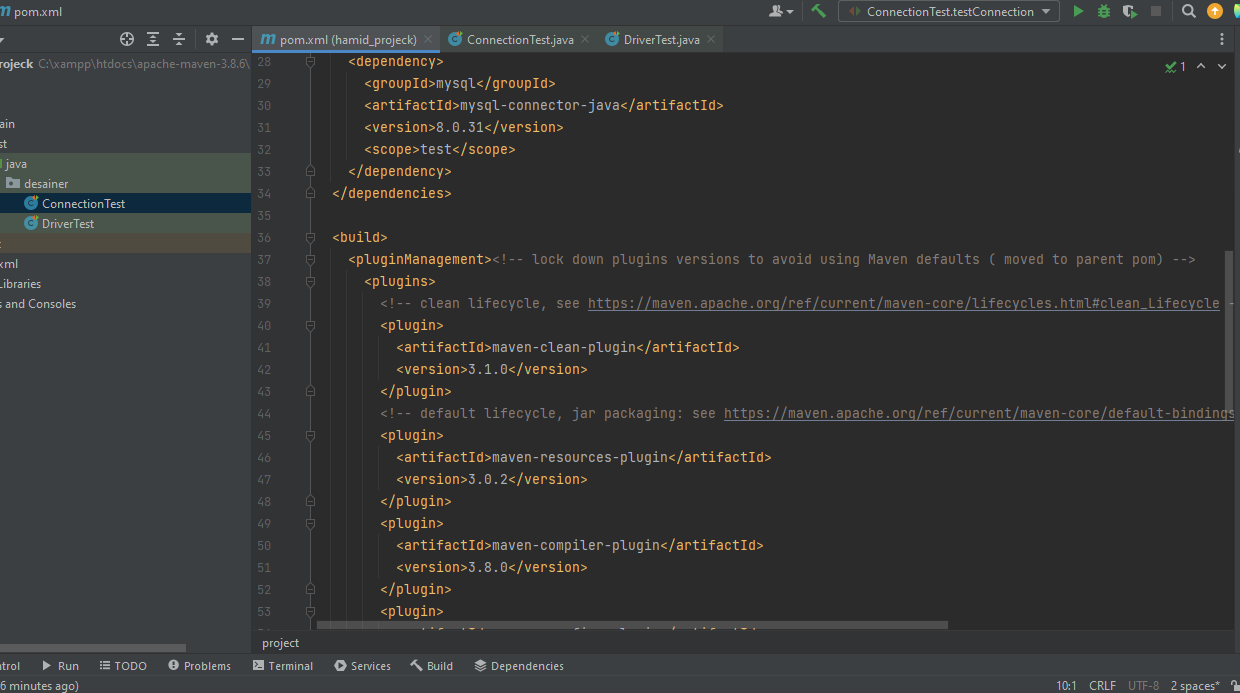 pom.xml
ConnectionTest.testConnection
pom.xml (hamid_projeck)
ConnectionTest.java
DriverTest.java
rojeck C:\xampp\htdocs\apache-maven-3.8.6\
ain
st
java
desainer
ConnectionTest
DriverTest
t
xml
Libraries
s and Consoles
1
28 <dependency>
29 <groupId>mysql</groupId>
30 <artifactId>mysql-connector-java</artifactId>
31 <version>8.0.31</version>
32 <scope>test</scope>
33 </dependency>
34 </dependencies>
35
36 <build>
37 <pluginManagement><!-- lock down plugins versions to avoid using Maven defaults ( moved to parent pom) -->
38 <plugins>
39 <!-- clean lifecycle, see https://maven.apache.org/ref/current/maven-core/lifecycles.html#clean_Lifecycle -
40 <plugin>
41 <artifactId>maven-clean-plugin</artifactId>
42 <version>3.1.0</version>
43 </plugin>
44 <!-- default lifecycle, jar packaging: see https://maven.apache.org/ref/current/maven-core/default-bindings
45 <plugin>
46 <artifactId>maven-resources-plugin</artifactId>
47 <version>3.0.2</version>
48 </plugin>
49 <plugin>
50 <artifactId>maven-compiler-plugin</artifactId>
51 <version>3.8.0</version>
52 </plugin>
53 <plugin>
project
ntrol
Run
TODO
Problems
Terminal
Services
Build
Dependencies
6 minutes ago)
10:1 CRLF UTF-8 2 spaces*